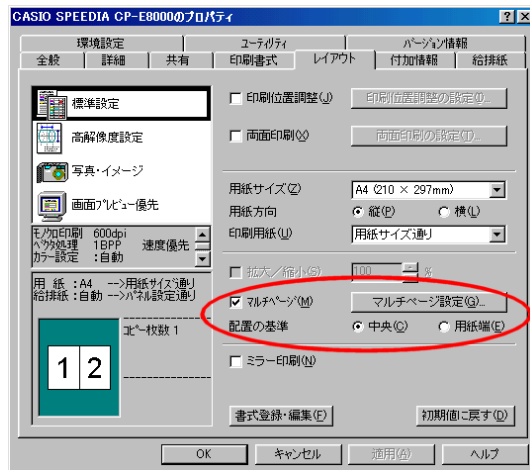 CASIO SPEEDIA CP-E8000のプロパティ
環境設定 ユーティリティ バージョン情報
全般 詳細 共有 印刷書式 レイアウト 付加情報 給排紙
標準設定
高解像度設定
写真・イメージ
画面プレビュー優先
モノクロ印刷 600dpi
ベクタ処理 1BPP 速度優先
カラー設定 :自動
用 紙 :A4 -->用紙サイズ通り
給排紙:自動 -->パネル設定通り
コピー枚数 1
1 2
印刷位置調整(J) 印刷位置調整の設定(I)...
両面印刷(X) 両面印刷の設定(T)...
用紙サイズ(Z) A4 (210 × 297mm)
用紙方向 縦(P) 横(L)
印刷用紙(U) 用紙サイズ通り
拡大/縮小(S) 100 %
マルチページ(M) マルチページ設定(G)...
配置の基準 中央(C) 用紙端(E)
ミラー印刷(N)
書式登録・編集(F) 初期値に戻す(D)
OK キャンセル 適用(A) ヘルプ